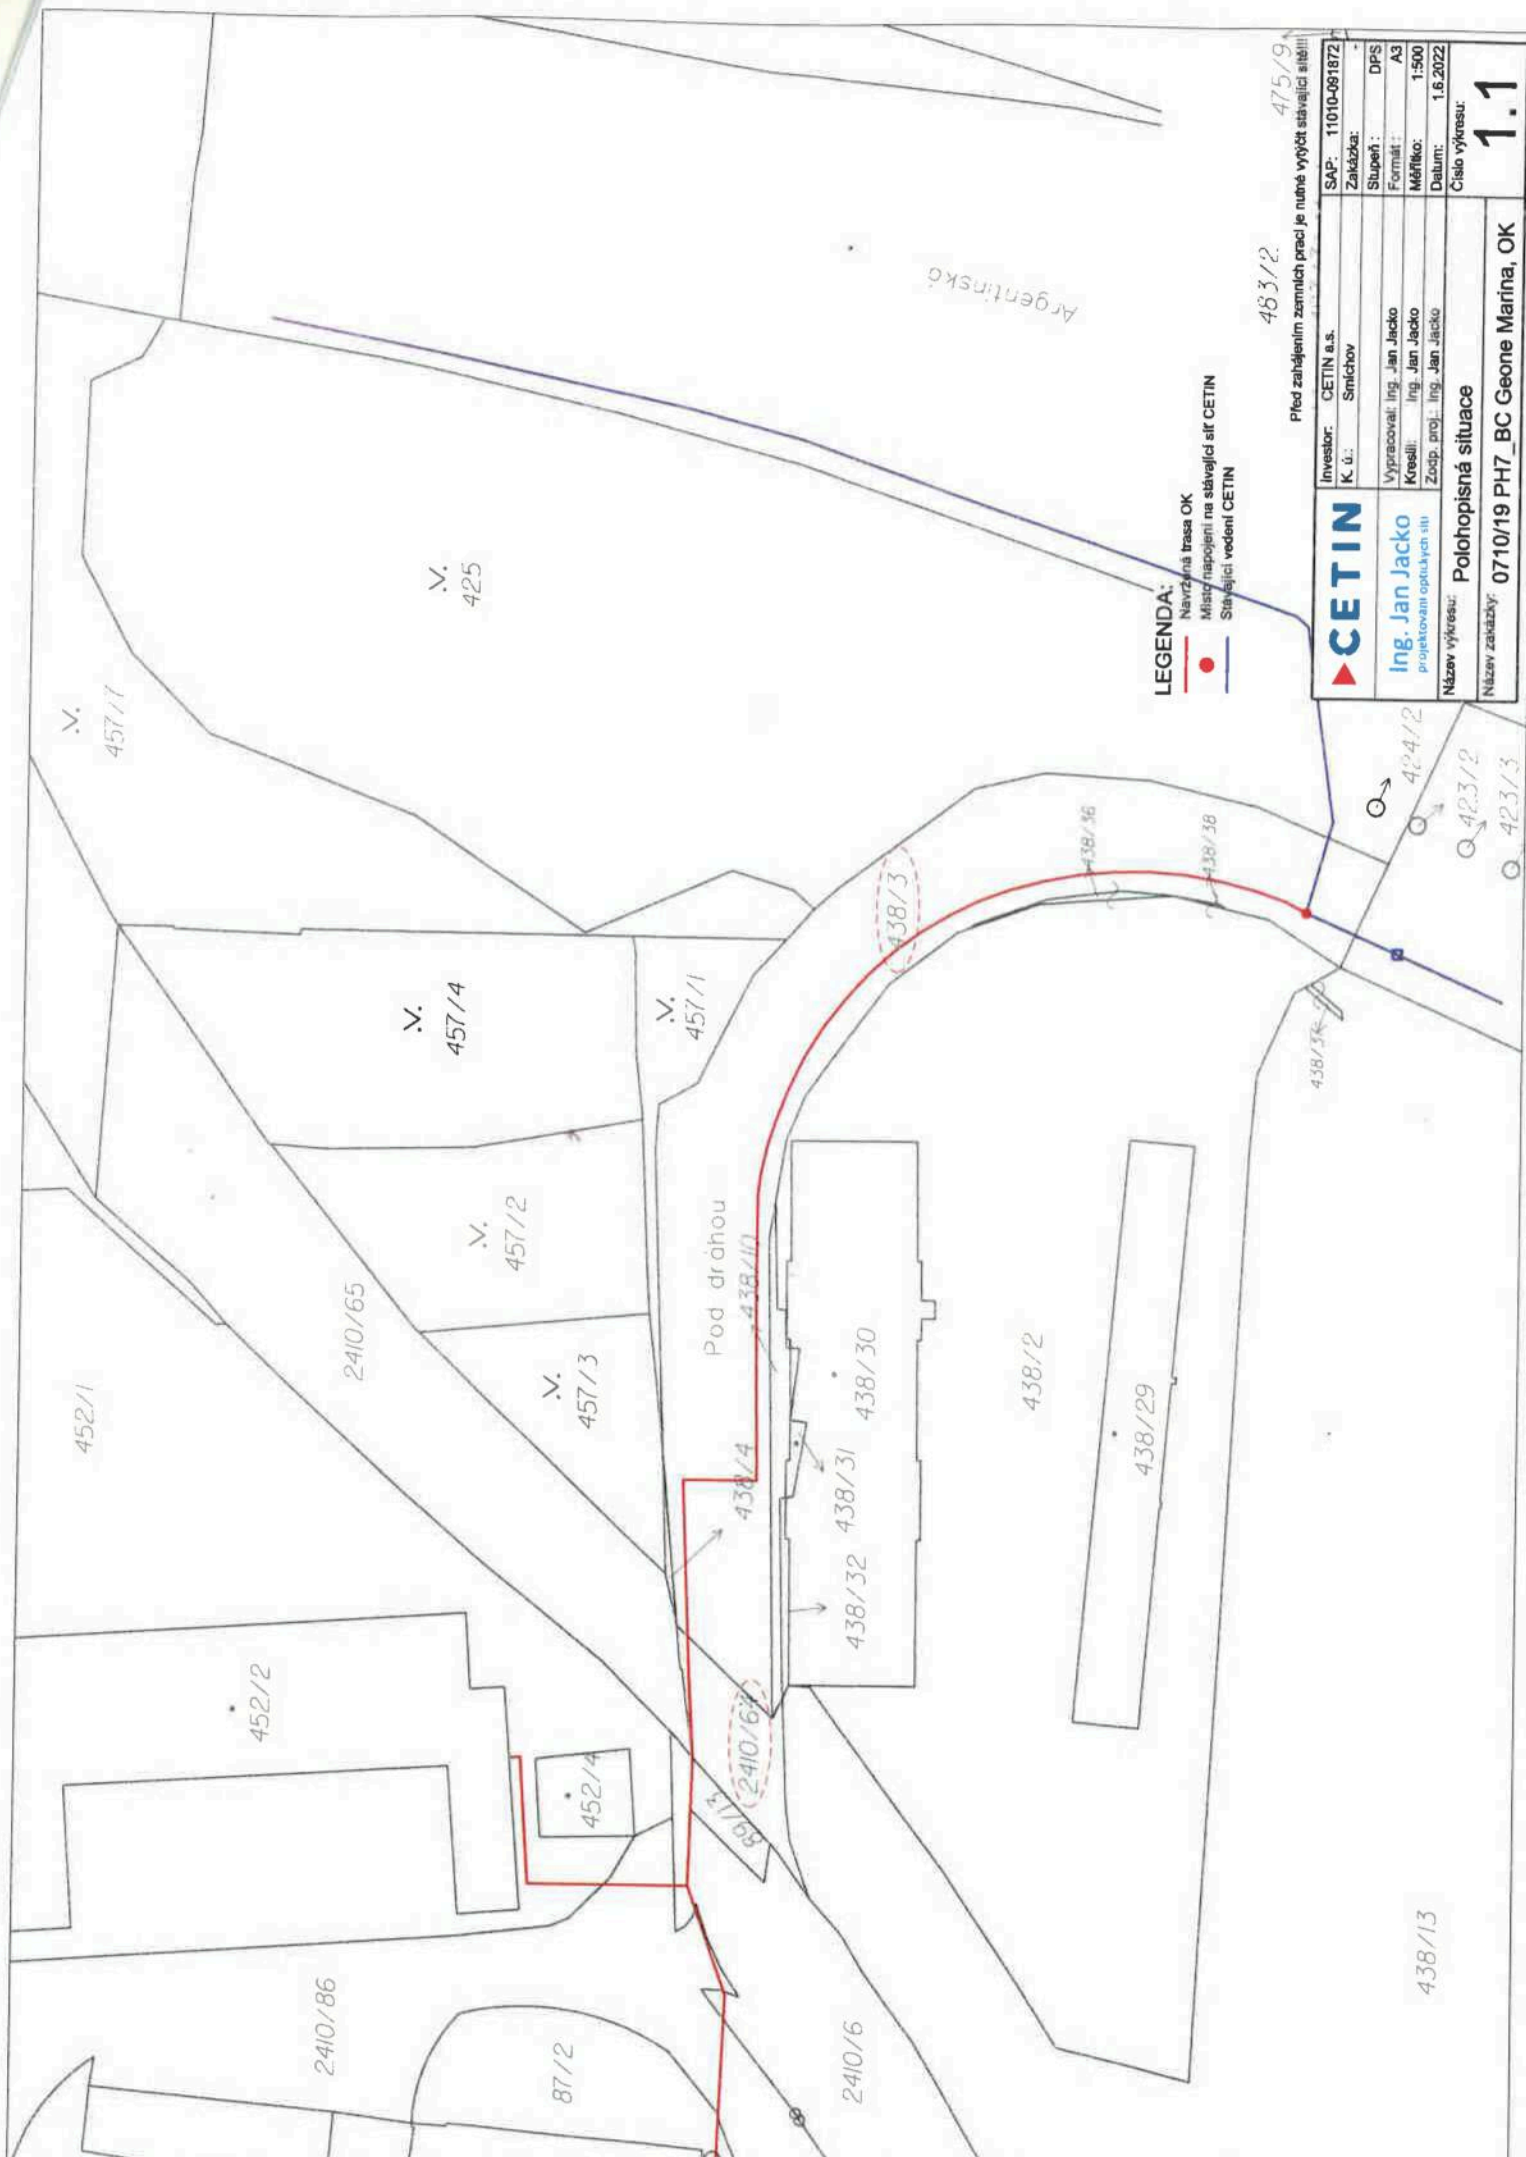 475/9
483/2
Před zahájením zemních prací je nutné vytýčit stávající sítě!!!
Argentinská
V.
425
V.
457/7
V.
457/4
V.
457/1
V.
457/2
V.
457/3
452/1
2410/65
452/2
452/4
2410/86
87/2
2410/6
Pod dráhou
438/3
438/36
438/38
438/10
438/4
438/30
438/31
438/32
438/2
438/29
438/13
89/13
424/2
423/2
423/3
LEGENDA:
Navržená trasa OK
Místo napojení na stávající síť CETIN
Stávající vedení CETIN
CETIN
Ing. Jan Jacko
projektování optických sítí
Investor: CETIN a.s.
K. ú.: Smíchov
Vypracoval: Ing. Jan Jacko
Kreslil: Ing. Jan Jacko
Zodp. proj.: Ing. Jan Jacko
SAP: 11010-091872
Zakázka: -
Stupeň: DPS
Formát: A3
Měřítko: 1:500
Datum: 1.6.2022
Název výkresu: Polohopisná situace
Číslo výkresu:
1.1
Název zakázky: 0710/19 PH7_BC Geone Marina, OK